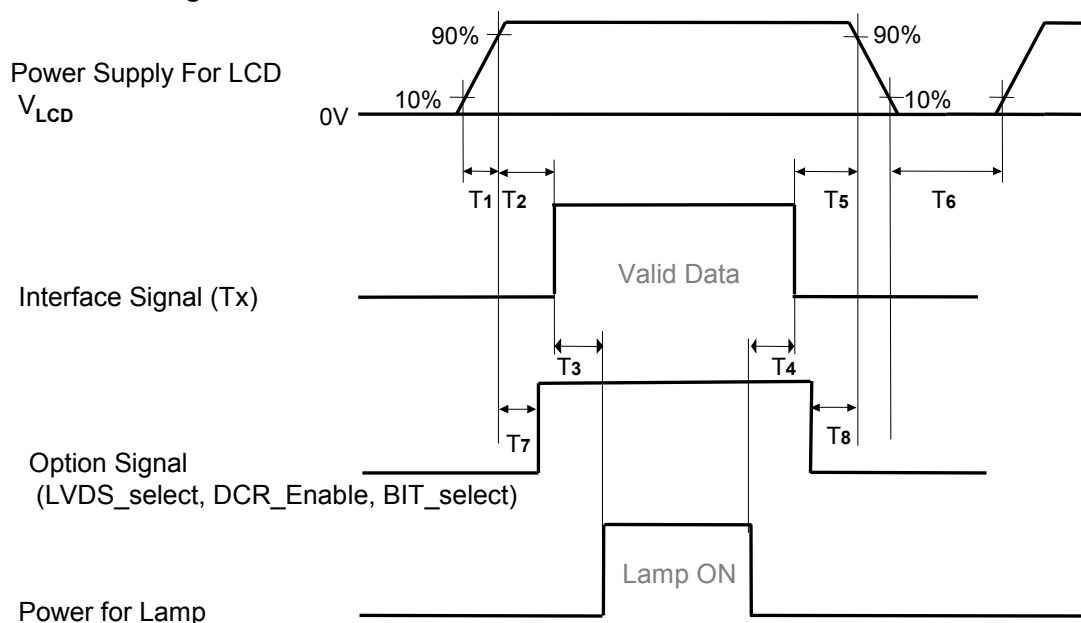 90%
90%
Power Supply For LCD
VLCD
10%
10%
0V
T1
T2
T5
T6
Valid Data
Interface Signal (Tx)
T3
T4
T7
T8
Option Signal
(LVDS_select, DCR_Enable, BIT_select)
Lamp ON
Power for Lamp